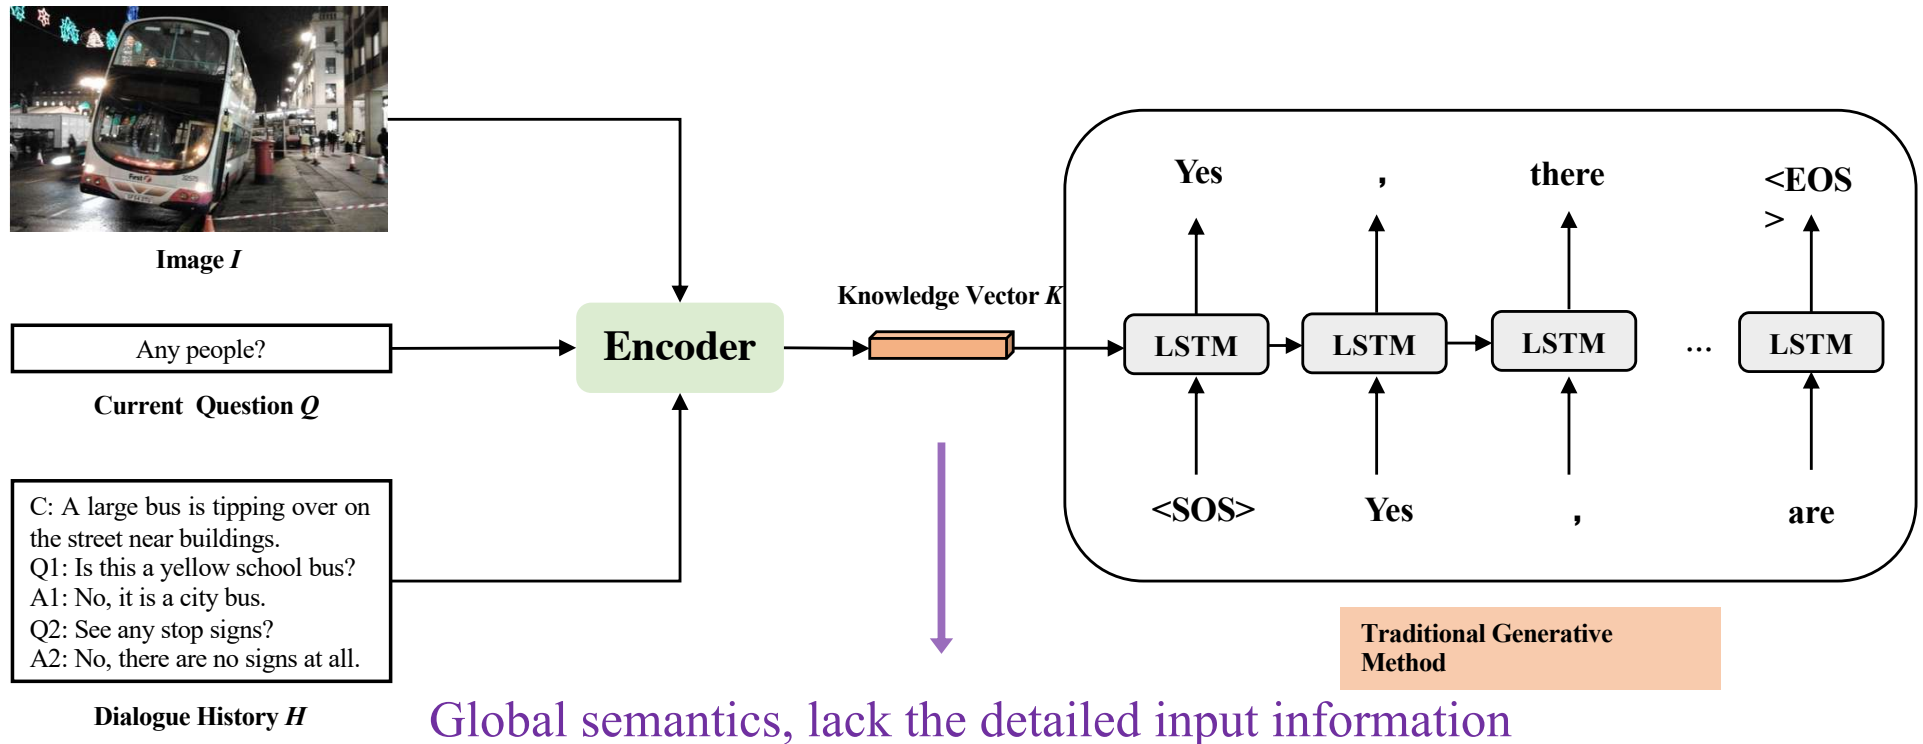 First
Image I
Any people?
Current Question Q
C: A large bus is tipping over on
the street near buildings.
Q1: Is this a yellow school bus?
A1: No, it is a city bus.
Q2: See any stop signs?
A2: No, there are no signs at all.
Dialogue History H
Encoder
Knowledge Vector K
Yes , there <EOS
>
LSTM LSTM LSTM ... LSTM
<SOS> Yes , are
Traditional Generative
Method
Global semantics, lack the detailed input information